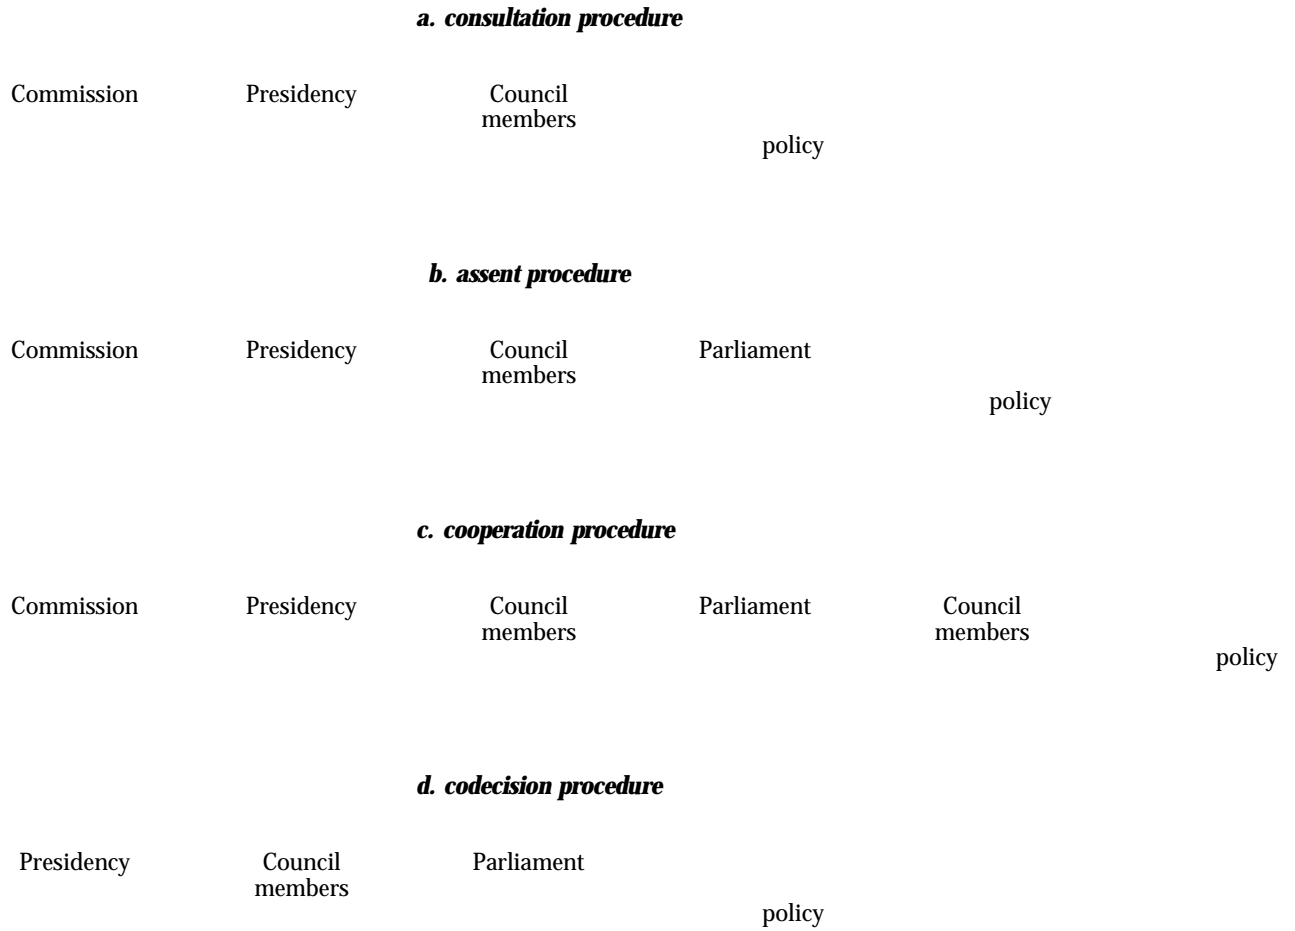 a. consultation procedure
Commission Presidency Council
members
policy
b. assent procedure
Commission Presidency Council Parliament
members
policy
c. cooperation procedure
Commission Presidency Council Parliament Council
members members
policy
d. codecision procedure
Presidency Council Parliament
members
policy